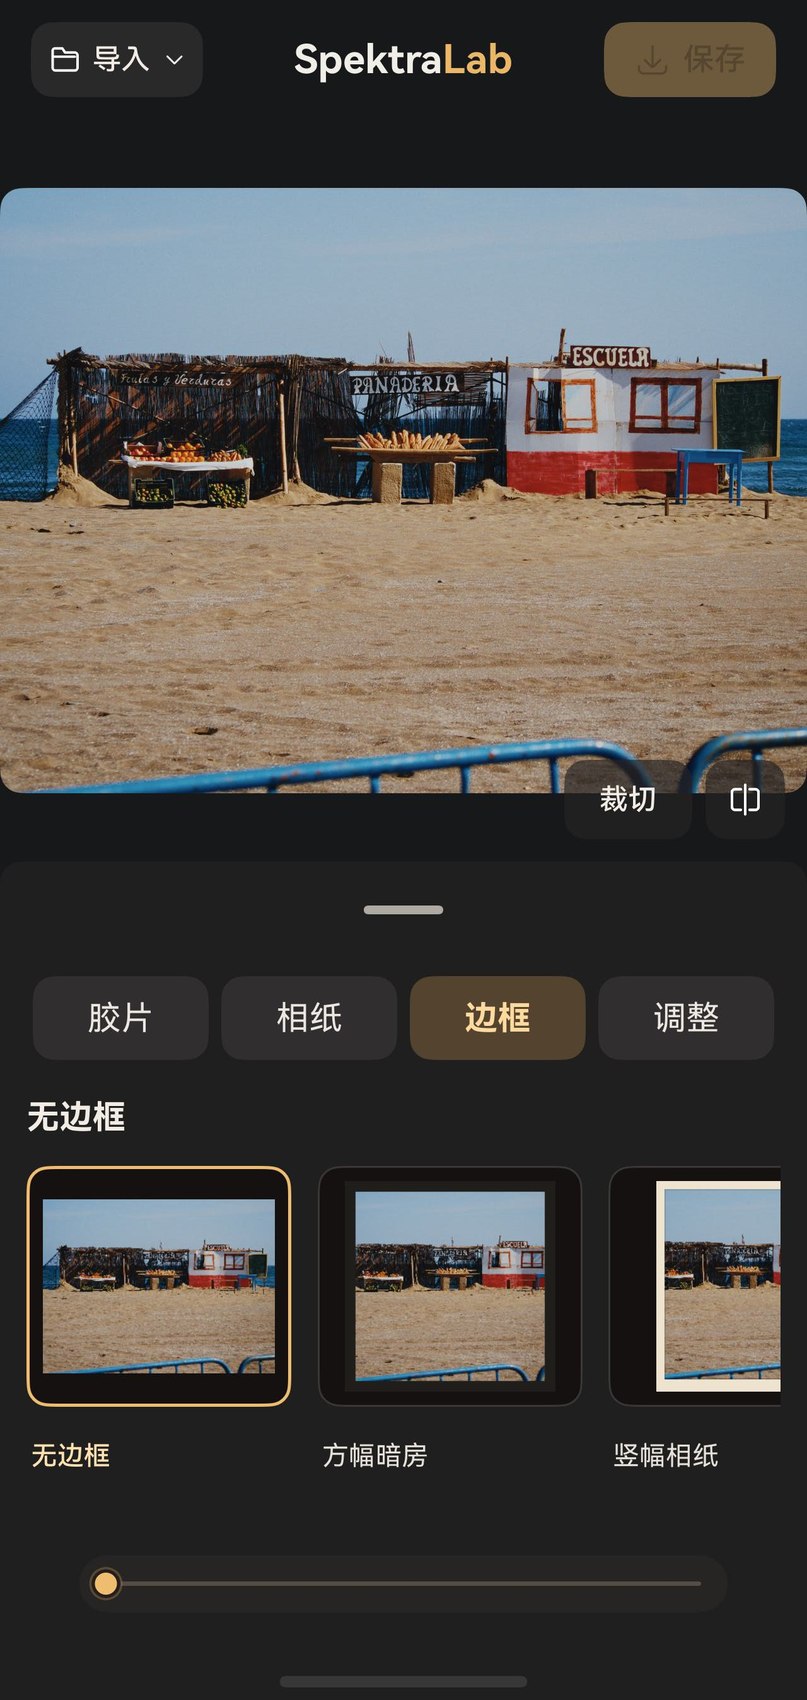 导入
SpektraLab
保存
Frutas y Verduras
PANADERIA
ESCUELA
裁切
胶片
相纸
边框
调整
无边框
无边框
方幅暗房
竖幅相纸